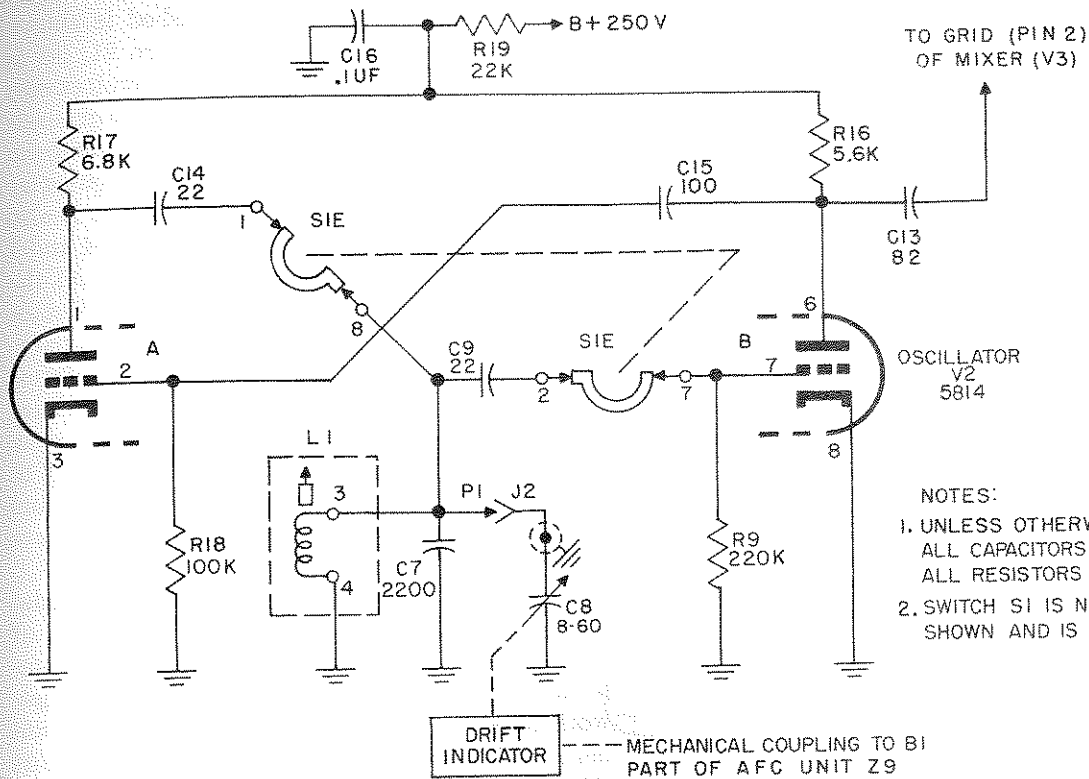 C16
.1UF
R19
22K
B+ 250 V
TO GRID (PIN 2)
OF MIXER (V3)
R17
6.8K
C14
22
1
S1E
8
C15
100
R16
5.6K
C13
82
1
A
2
3
C9
22
2
S1E
7
B
6
7
8
OSCILLATOR
V2
5814
L1
3
4
P1
J2
R18
100K
C7
2200
C8
8-60
R9
220K
NOTES:
1. UNLESS
ALL CAPACITORS
ALL RESISTORS
2. SWITCH S1 IS
SHOWN AND IS
DRIFT
INDICATOR
MECHANICAL COUPLING TO B1
PART OF AFC UNIT Z9